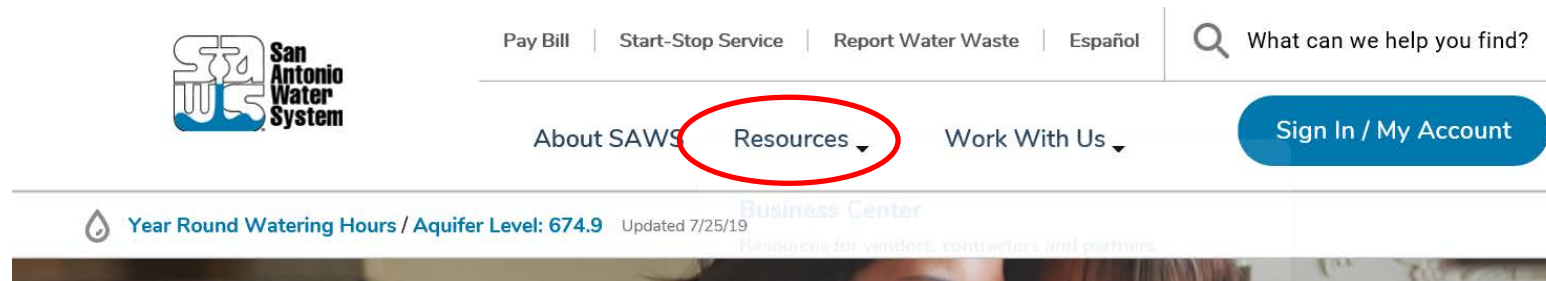 San
Antonio
Water
System
Pay Bill | Start-Stop Service | Report Water Waste | Español
What can we help you find?
About SAWS Resources Work With Us
Sign In / My Account
Year Round Watering Hours / Aquifer Level: 674.9 Updated 7/25/19
Business Center
Resources for vendors, contractors and partners